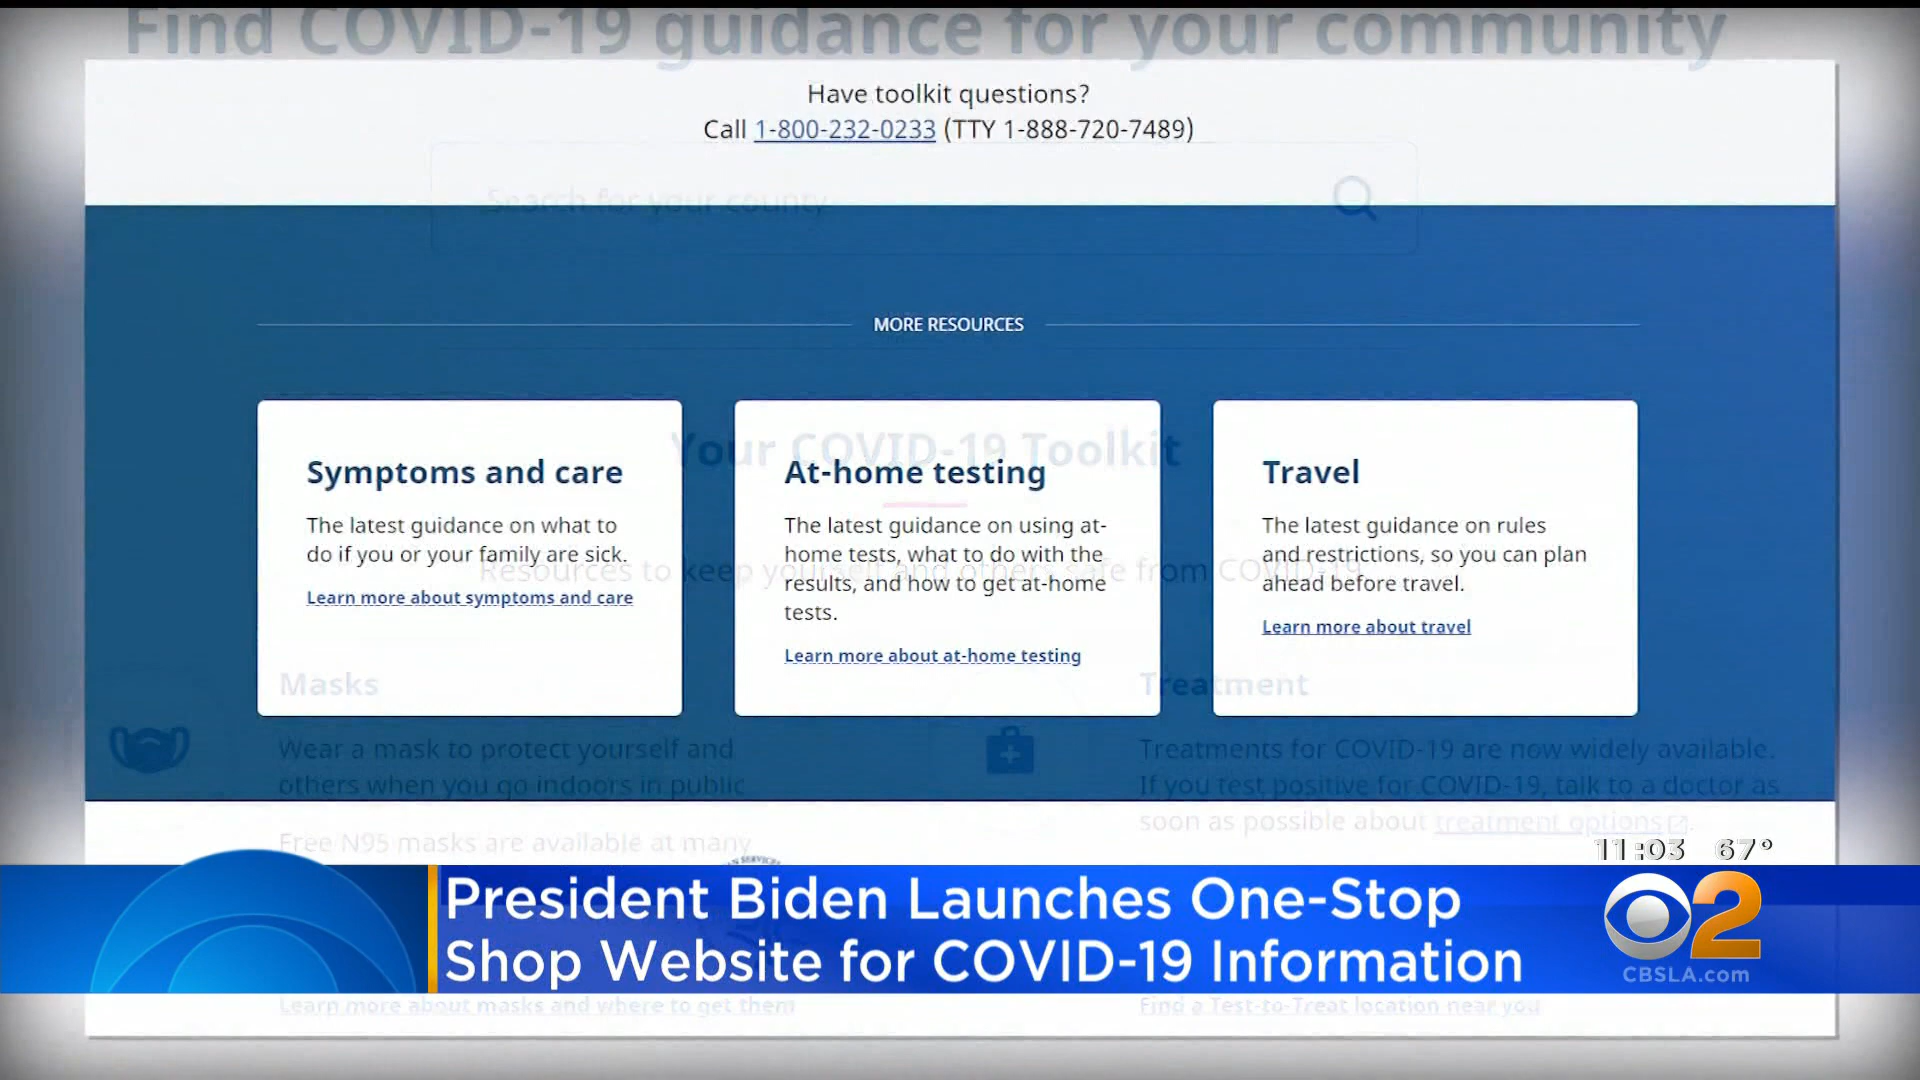 Find COVID-19 guidance for your community
Have toolkit questions?
Call 1-800-232-0233 (TTY 1-888-720-7489)
Search for your county
MORE RESOURCES
Your COVID-19 Toolkit
Symptoms and care
The latest guidance on what to
do if you or your family are sick.
Learn more about symptoms and care
At-home testing
The latest guidance on using at-
home tests, what to do with the
results, and how to get at-home
tests.
Learn more about at-home testing
Travel
The latest guidance on rules
and restrictions, so you can plan
ahead before travel.
Learn more about travel
Resources to keep yourself and others safe from COVID-19
Masks
Wear a mask to protect yourself and
others when you go indoors in public
Free N95 masks are available at many
Learn more about masks and where to get them
Treatment
Treatments for COVID-19 are now widely available.
If you test positive for COVID-19, talk to a doctor as
soon as possible about treatment options.
Find a Test-to-Treat location near you
11:03 67°
President Biden Launches One-Stop
Shop Website for COVID-19 Information
2
CBSLA.com